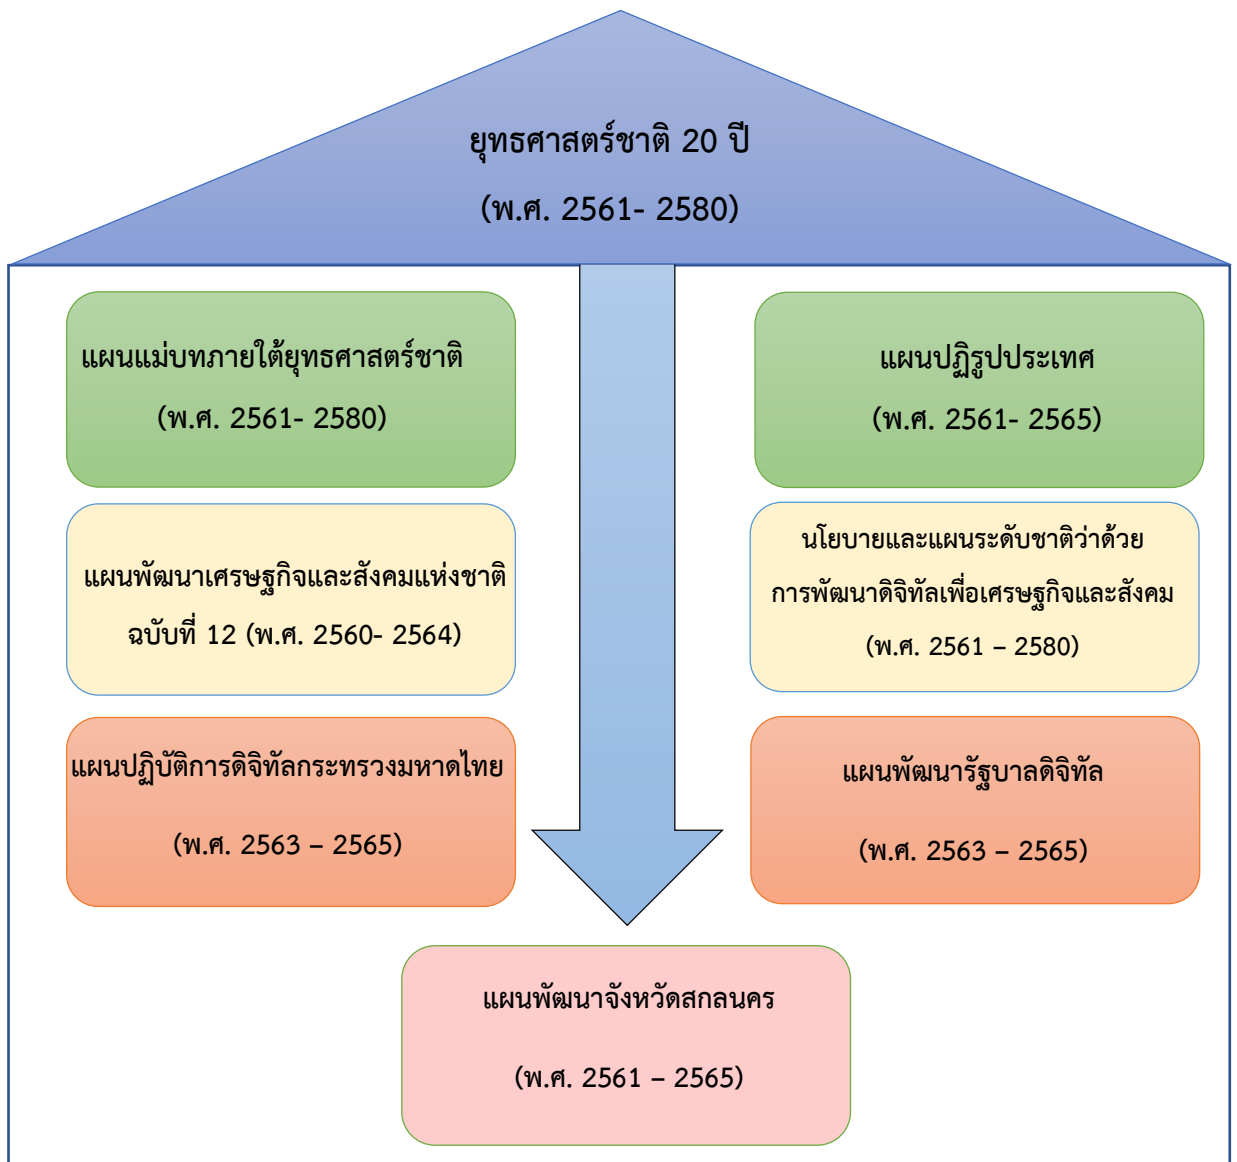 ยุทธศาสตร์ชาติ 20 ปี
(พ.ศ. 2561- 2580)
แผนแม่บทภายใต้ยุทธศาสตร์ชาติ
(พ.ศ. 2561- 2580)
แผนปฏิรูปประเทศ
(พ.ศ. 2561- 2565)
แผนพัฒนาเศรษฐกิจและสังคมแห่งชาติ
ฉบับที่ 12 (พ.ศ. 2560- 2564)
นโยบายและแผนระดับชาติว่าด้วย
การพัฒนาดิจิทัลเพื่อเศรษฐกิจและสังคม
(พ.ศ. 2561 – 2580)
แผนปฏิบัติการดิจิทัลกระทรวงมหาดไทย
(พ.ศ. 2563 – 2565)
แผนพัฒนารัฐบาลดิจิทัล
(พ.ศ. 2563 – 2565)
แผนพัฒนาจังหวัดสกลนคร
(พ.ศ. 2561 – 2565)